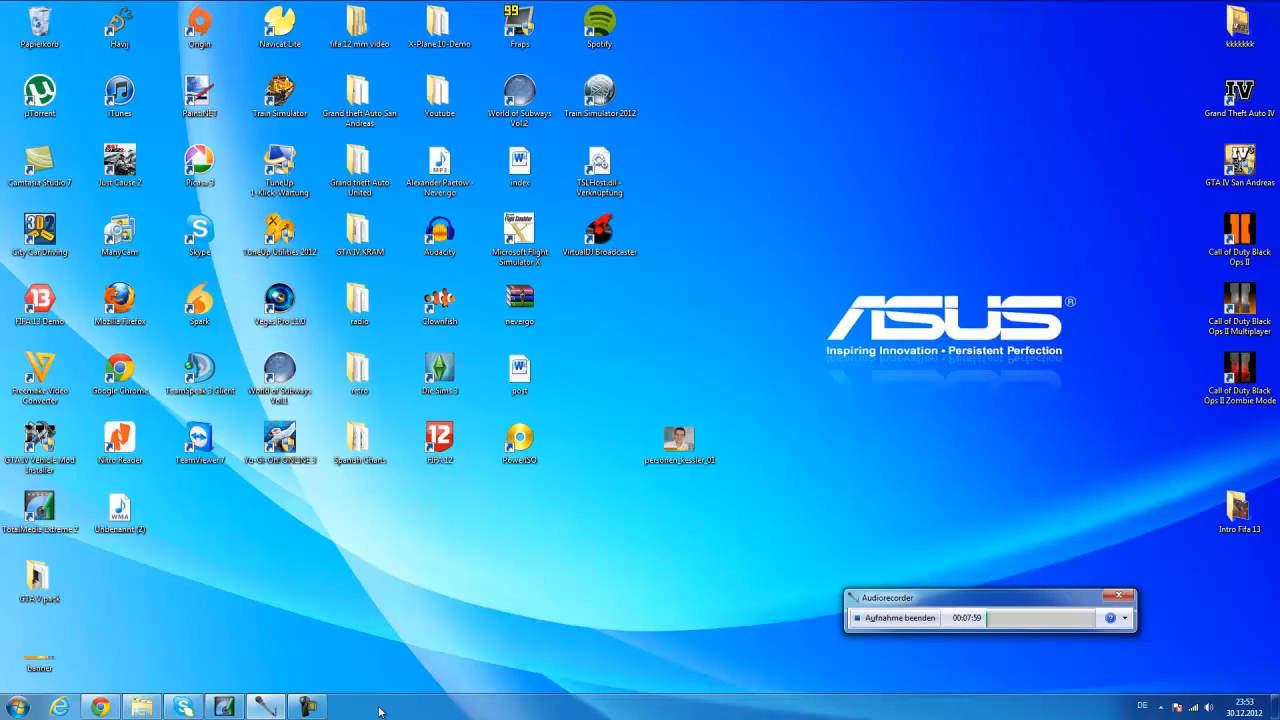 99
Papierkorb
Havij
Origin
Navicat Lite
fifa 12 mm video
X-Plane 10-Demo
Fraps
Spotify
kkkkkkk
µTorrent
iTunes
Paint.NET
Train Simulator
Grand theft Auto San
Andreas
Youtube
World of Subways
Vol.2
Train Simulator 2012
IV
Grand Theft Auto IV
Camtasia Studio 7
Just Cause 2
Picasa 3
TuneUp
1-Klick-Wartung
Grand theft Auto
United
MP3
Alexander Paetow -
Never go
index
TSLHost.dll -
Verknüpfung
IV
GTA IV San Andreas
City Car Driving
ManyCam
Skype
TuneUp Utilities 2012
GTA IV KRAM
Audacity
Microsoft Flight
Simulator X
VirtualDJ Broadcaster
Call of Duty Black
Ops II
13
FIFA 13 Demo
Mozilla Firefox
Spark
Vegas Pro 11.0
radio
Clownfish
nevergo
Call of Duty Black
Ops II Multiplayer
ASUS®
Inspiring Innovation • Persistent Perfection
Freemake Video
Converter
Google Chrome
TeamSpeak 3 Client
World of Subways
Vol.1
retro
Die Sims 3
post
Call of Duty Black
Ops II Zombie Mode
GTA IV Vehicle Mod
Installer
Nitro Reader
TeamViewer 7
Yu-Gi-Oh! ONLINE 3
Spanish Charts
12
FIFA 12
PowerISO
personen_kessler_01
TotalMedia Extreme 2
WMA
Unbenannt (2)
Intro Fifa 13
GTA V pack
Audiorecorder
Aufnahme beenden
00:07:59
banner
DE
23:53
30.12.2012